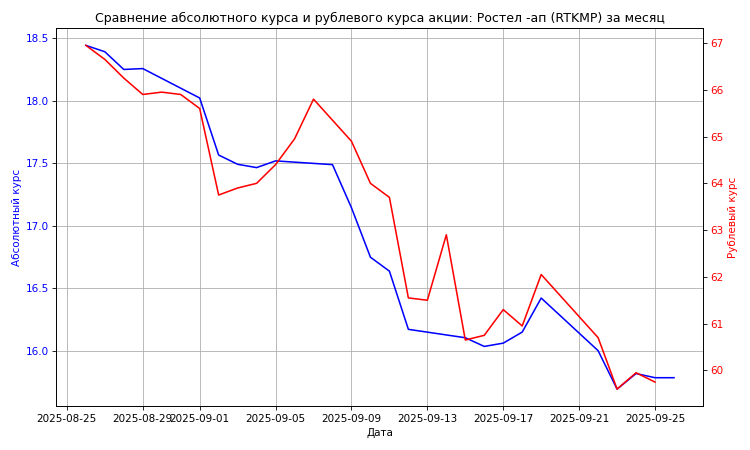 Сравнение абсолютного курса и рублевого курса акции: Ростел -ап (RTKMP) за месяц
18.5
18.0
17.5
17.0
16.5
16.0
Абсолютный курс
67
66
65
64
63
62
61
60
Рублевый курс
2025-08-25 2025-08-29 2025-09-01 2025-09-05 2025-09-09 2025-09-13 2025-09-17 2025-09-21 2025-09-25
Дата